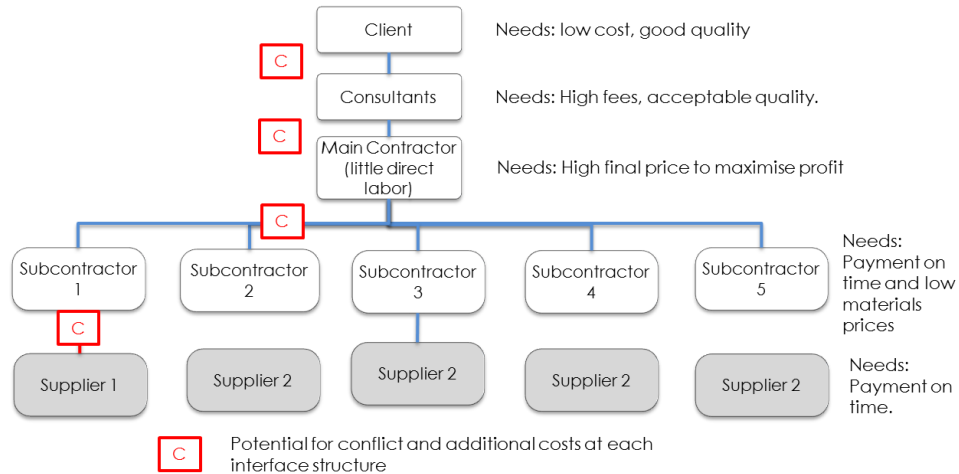 Client
Needs: low cost, good quality
C
Consultants
Needs: High fees, acceptable quality.
C
Main Contractor
(little direct
labor)
Needs: High final price to maximise profit
C
Subcontractor
1
Subcontractor
2
Subcontractor
3
Subcontractor
4
Subcontractor
5
Needs:
Payment on
time and low
materials
prices
C
Supplier 1
Supplier 2
Supplier 2
Supplier 2
Supplier 2
Needs:
Payment on
time.
C
Potential for conflict and additional costs at each
interface structure